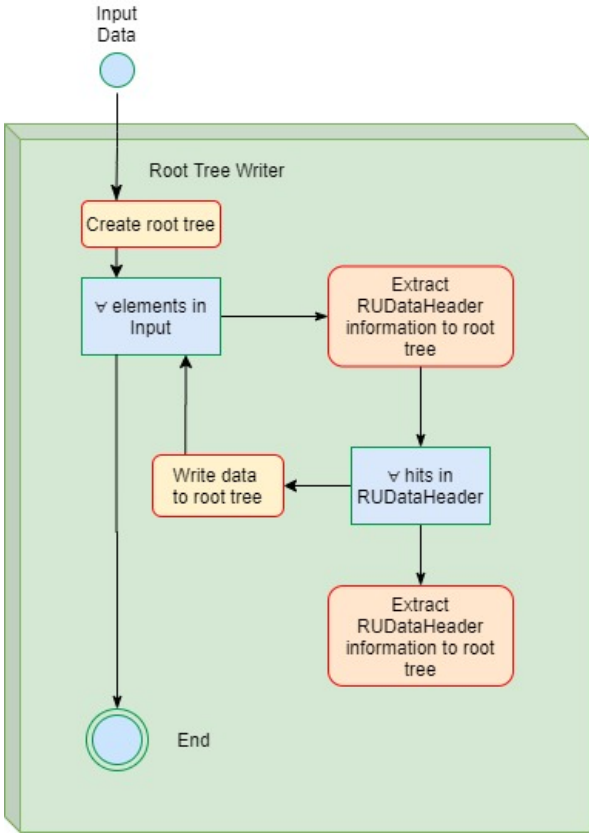 Input
Data
Root Tree Writer
Create root tree
∀ elements in
Input
Extract
RUDataHeader
information to root
tree
Write data
to root tree
∀ hits in
RUDataHeader
Extract
RUDataHeader
information to root
tree
End